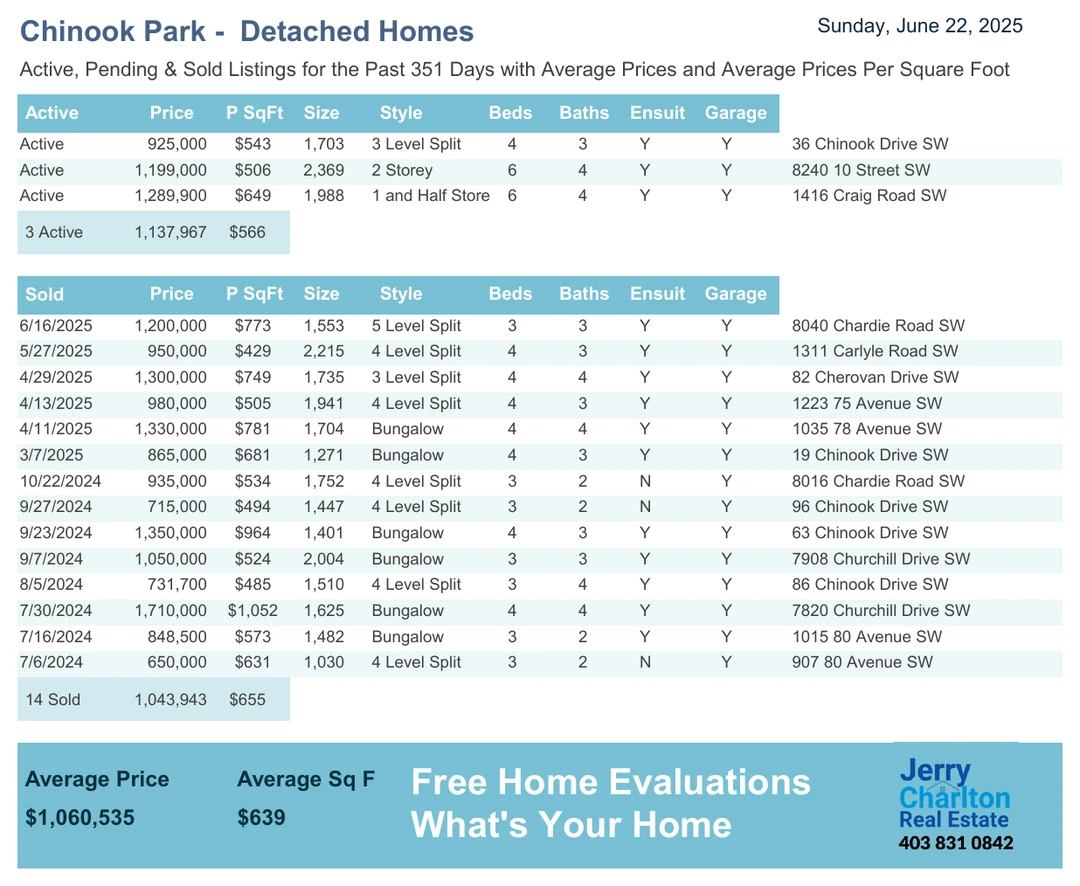 Chinook Park - Detached Homes
Sunday, June 22, 2025
Active, Pending & Sold Listings for the Past 351 Days with Average Prices and Average Prices Per Square Foot
Active Price P SqFt Size Style Beds Baths Ensuit Garage
Active 925,000 $543 1,703 3 Level Split 4 3 Y Y 36 Chinook Drive SW
Active 1,199,000 $506 2,369 2 Storey 6 4 Y Y 8240 10 Street SW
Active 1,289,900 $649 1,988 1 and Half Store 6 4 Y Y 1416 Craig Road SW
3 Active 1,137,967 $566
Sold Price P SqFt Size Style Beds Baths Ensuit Garage
6/16/2025 1,200,000 $773 1,553 5 Level Split 3 3 Y Y 8040 Chardie Road SW
5/27/2025 950,000 $429 2,215 4 Level Split 4 3 Y Y 1311 Carlyle Road SW
4/29/2025 1,300,000 $749 1,735 3 Level Split 4 4 Y Y 82 Cherovan Drive SW
4/13/2025 980,000 $505 1,941 4 Level Split 4 3 Y Y 1223 75 Avenue SW
4/11/2025 1,330,000 $781 1,704 Bungalow 4 4 Y Y 1035 78 Avenue SW
3/7/2025 865,000 $681 1,271 Bungalow 4 3 Y Y 19 Chinook Drive SW
10/22/2024 935,000 $534 1,752 4 Level Split 3 2 N Y 8016 Chardie Road SW
9/27/2024 715,000 $494 1,447 4 Level Split 3 2 N Y 96 Chinook Drive SW
9/23/2024 1,350,000 $964 1,401 Bungalow 4 3 Y Y 63 Chinook Drive SW
9/7/2024 1,050,000 $524 2,004 Bungalow 3 3 Y Y 7908 Churchill Drive SW
8/5/2024 731,700 $485 1,510 4 Level Split 3 4 Y Y 86 Chinook Drive SW
7/30/2024 1,710,000 $1,052 1,625 Bungalow 4 4 Y Y 7820 Churchill Drive SW
7/16/2024 848,500 $573 1,482 Bungalow 3 2 Y Y 1015 80 Avenue SW
7/6/2024 650,000 $631 1,030 4 Level Split 3 2 N Y 907 80 Avenue SW
14 Sold 1,043,943 $655
Average Price Average Sq F
$1,060,535 $639
Free Home Evaluations
What's Your Home
Jerry
Charlton
Real Estate
403 831 0842